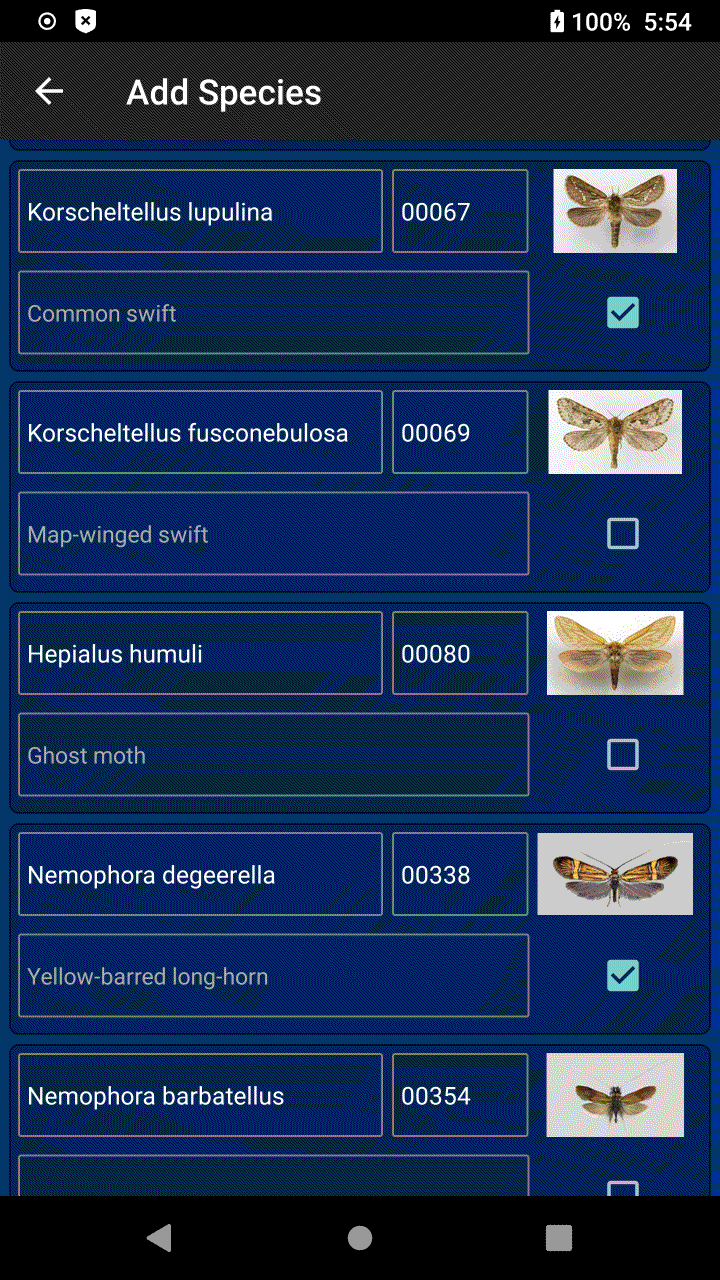 100% 5:54
Add Species
Korscheltellus lupulina 00067
Common swift
Korscheltellus fusconebulosa 00069
Map-winged swift
Hepialus humuli 00080
Ghost moth
Nemophora degeerella 00338
Yellow-barred long-horn
Nemophora barbatellus 00354